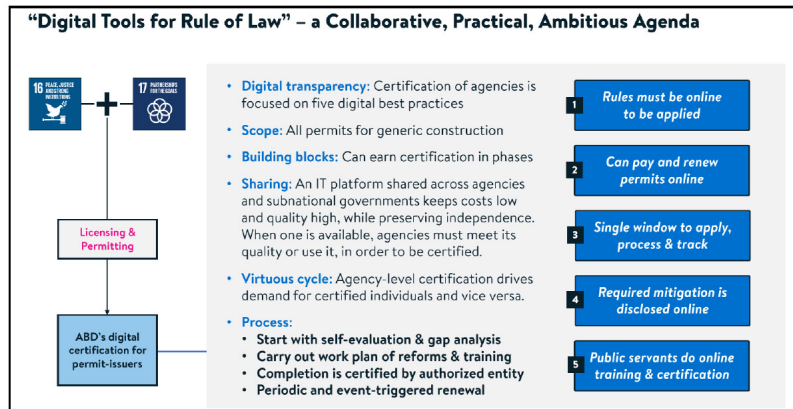 “Digital Tools for Rule of Law” – a Collaborative, Practical, Ambitious Agenda
16 PEACE, JUSTICE
AND STRONG
INSTITUTIONS
17 PARTNERSHIPS
FOR THE GOALS
Licensing &
Permitting
ABD’s digital
certification for
permit-issuers
• Digital transparency: Certification of agencies is
focused on five digital best practices
• Scope: All permits for generic construction
• Building blocks: Can earn certification in phases
• Sharing: An IT platform shared across agencies
and subnational governments keeps costs low
and quality high, while preserving independence.
When one is available, agencies must meet its
quality or use it, in order to be certified.
• Virtuous cycle: Agency-level certification drives
demand for certified individuals and vice versa.
• Process:
• Start with self-evaluation & gap analysis
• Carry out work plan of reforms & training
• Completion is certified by authorized entity
• Periodic and event-triggered renewal
1 Rules must be online
to be applied
2 Can pay and renew
permits online
3 Single window to apply,
process & track
4 Required mitigation is
disclosed online
5 Public servants do online
training & certification